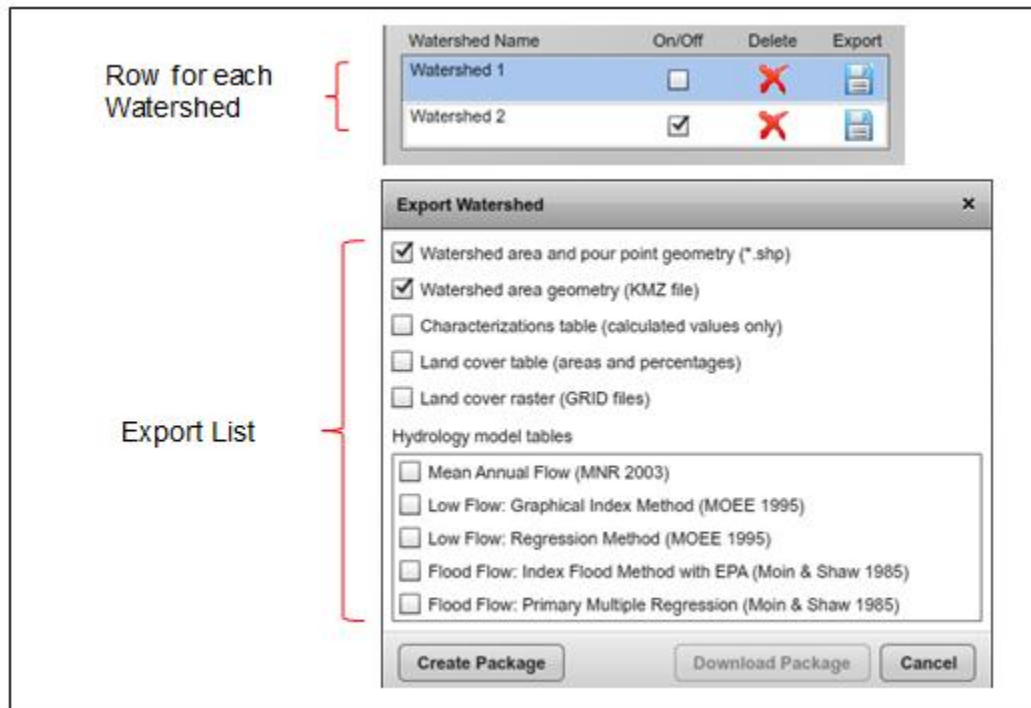 Watershed Name On/Off Delete Export
Row for each
Watershed
Watershed 1
Watershed 2
Export Watershed ×
Watershed area and pour point geometry (*.shp)
Watershed area geometry (KMZ file)
Characterizations table (calculated values only)
Land cover table (areas and percentages)
Land cover raster (GRID files)
Export List
Hydrology model tables
Mean Annual Flow (MNR 2003)
Low Flow: Graphical Index Method (MOEE 1995)
Low Flow: Regression Method (MOEE 1995)
Flood Flow: Index Flood Method with EPA (Moin & Shaw 1985)
Flood Flow: Primary Multiple Regression (Moin & Shaw 1985)
Create Package Download Package Cancel